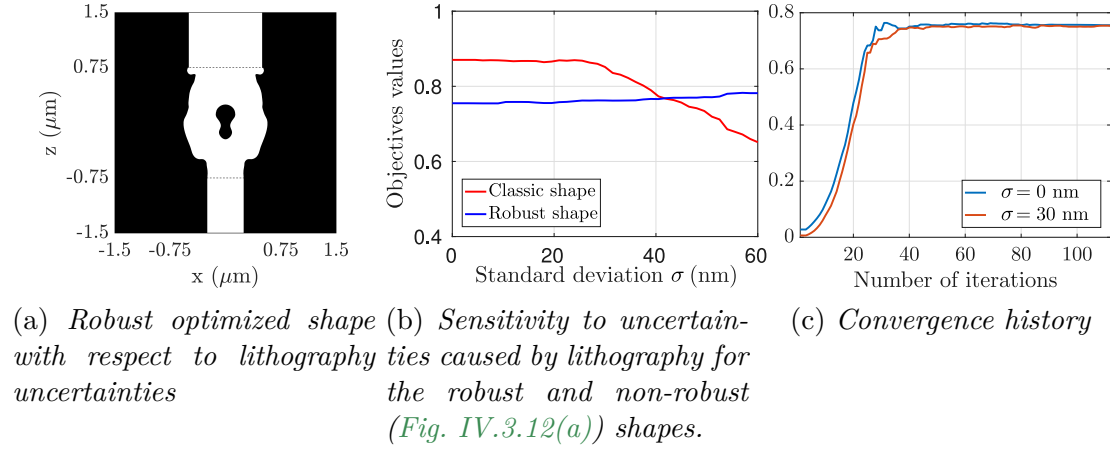 1.5
0.75
z (μm)
-0.75
-1.5
-1.5
-0.75
0.75
1.5
x (μm)
1
0.8
0.6
0.4
Objectives values
Classic shape
Robust shape
0
20
40
60
Standard deviation σ (nm)
0.8
0.6
0.4
0.2
0
σ = 0 nm
σ = 30 nm
20
40
60
80
100
Number of iterations
(a) Robust optimized shape
with respect to lithography
uncertainties
(b) Sensitivity to uncertain-
ties caused by lithography for
the robust and non-robust
(Fig. IV.3.12(a)) shapes.
(c) Convergence history